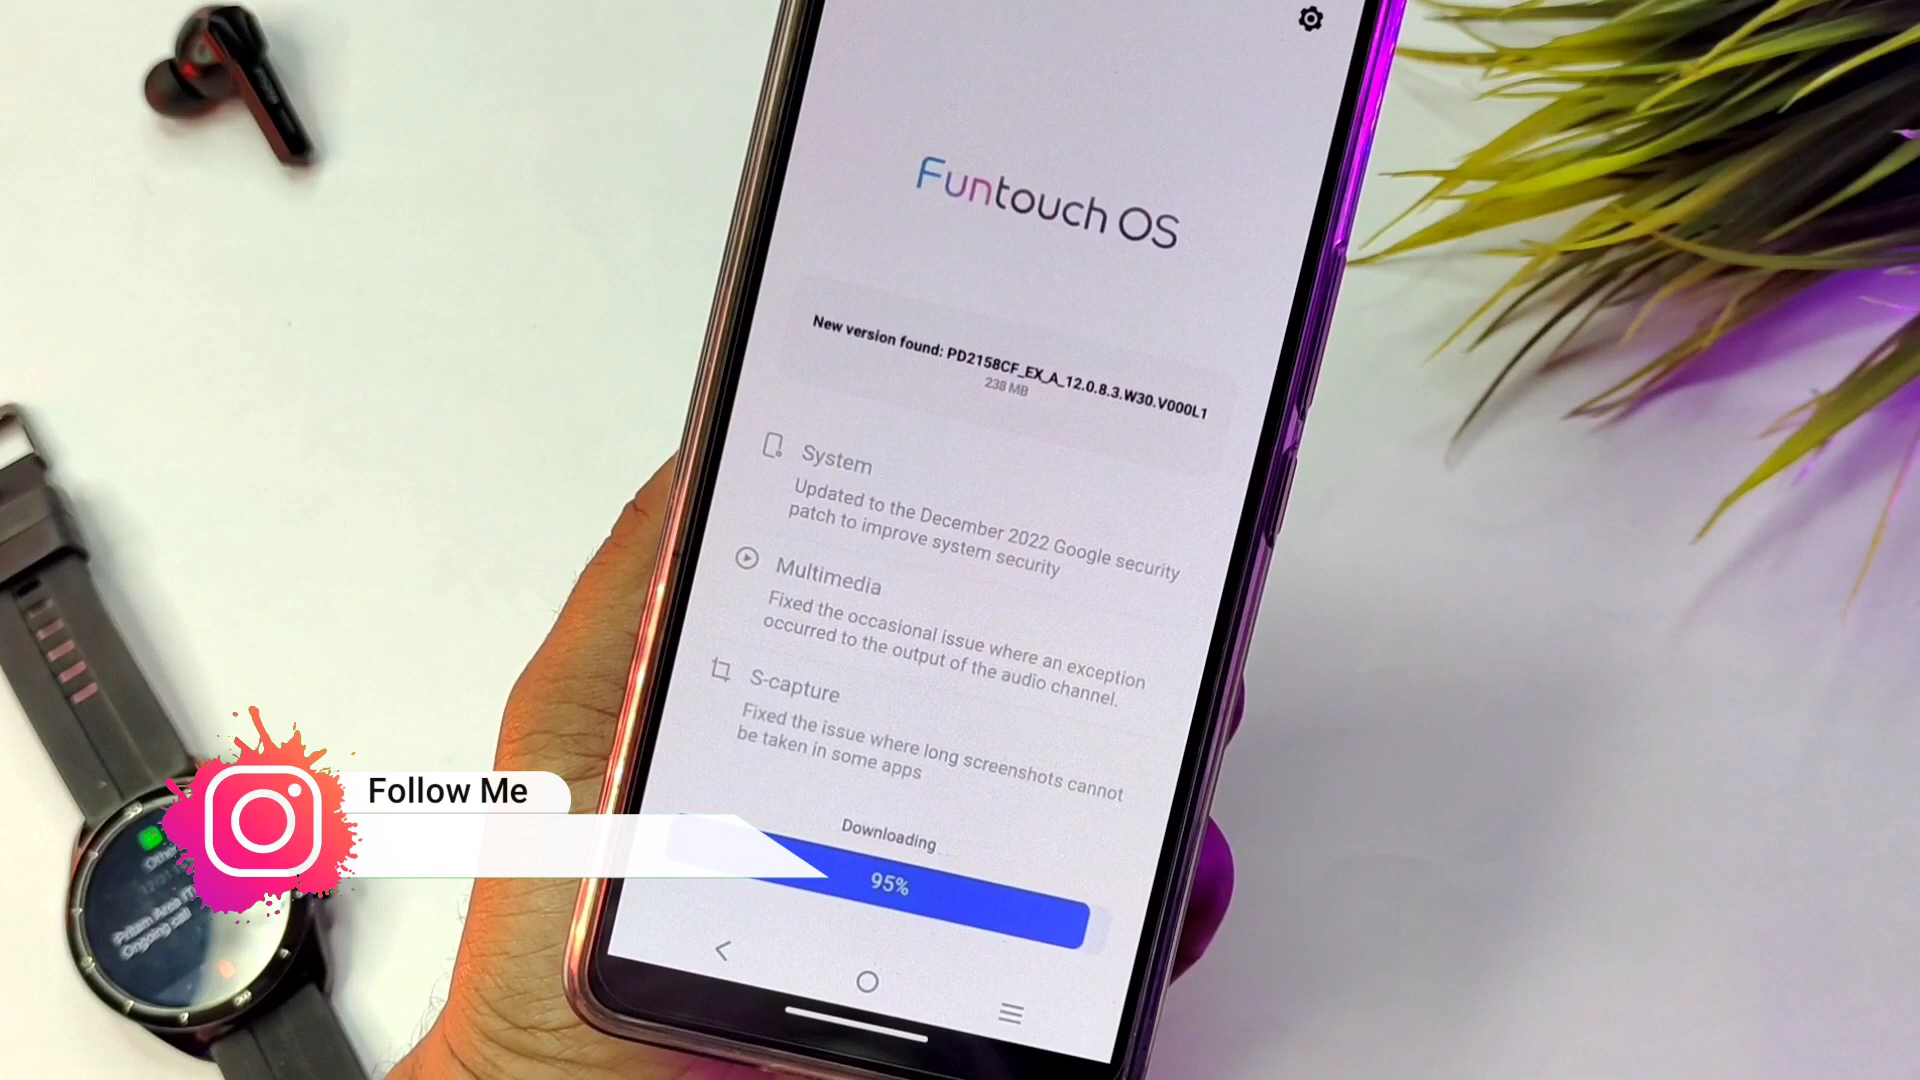 Funtouch OS
New version found: PD2158CF_EX_A_12.0.8.3.W30.V000L1
238 MB
System
Updated to the December 2022 Google security
patch to improve system security
Multimedia
Fixed the occasional issue where an exception
occurred to the output of the audio channel.
S-capture
Fixed the issue where long screenshots cannot
be taken in some apps
Downloading
95%
Follow Me
Ongoing call